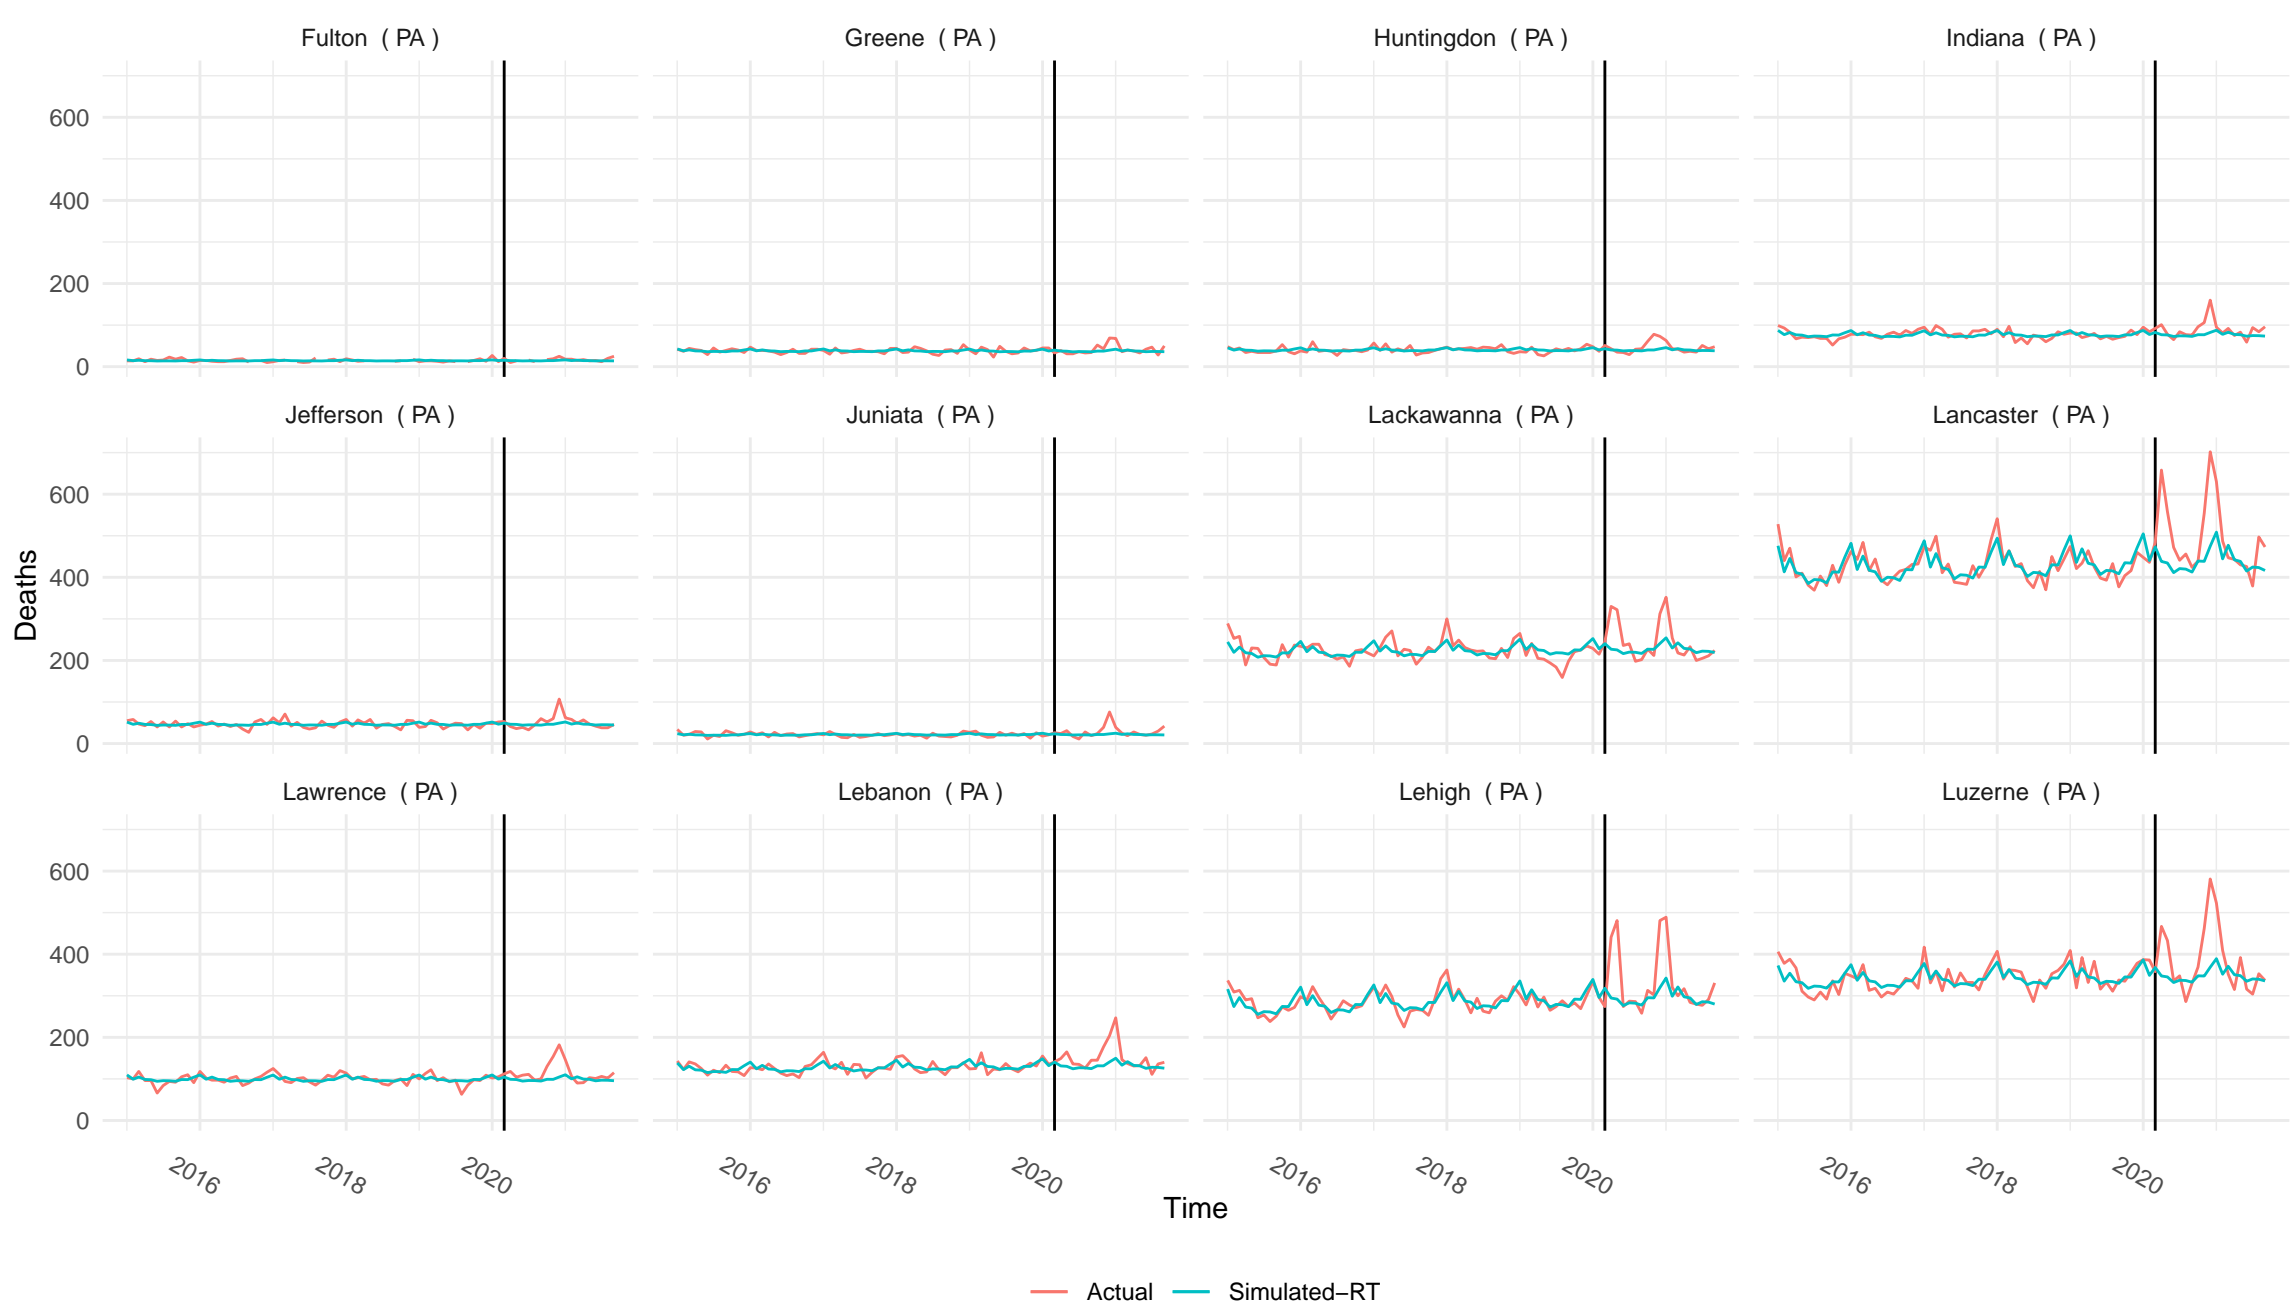 Fulton ( PA ) Greene ( PA ) Huntingdon ( PA ) Indiana ( PA )
600
400
200
0
Jefferson ( PA ) Juniata ( PA ) Lackawanna ( PA ) Lancaster ( PA )
600
400
200
0
Deaths
Lawrence ( PA ) Lebanon ( PA ) Lehigh ( PA ) Luzerne ( PA )
600
400
200
0
2016 2018 2020 2016 2018 2020 2016 2018 2020 2016 2018 2020
Time
Actual Simulated−RT